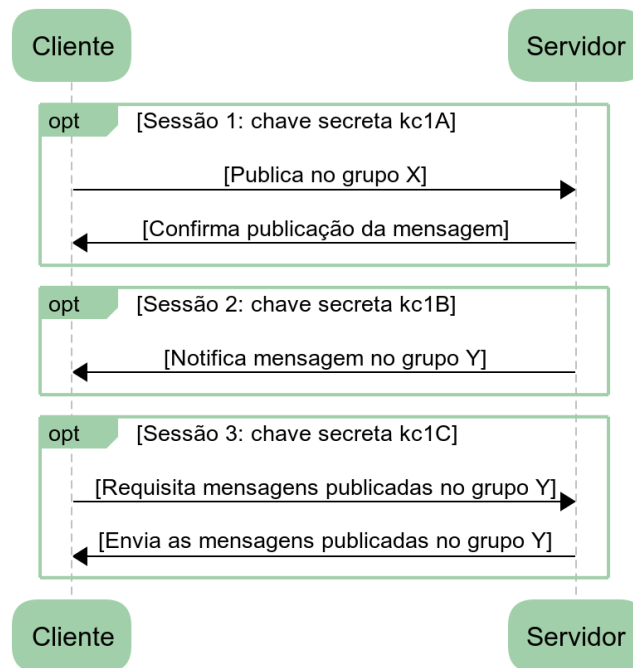 Cliente Servidor
opt [Sessão 1: chave secreta kc1A]
[Publica no grupo X]
[Confirma publicação da mensagem]
opt [Sessão 2: chave secreta kc1B]
[Notifica mensagem no grupo Y]
opt [Sessão 3: chave secreta kc1C]
[Requisita mensagens publicadas no grupo Y]
[Envia as mensagens publicadas no grupo Y]
Cliente Servidor